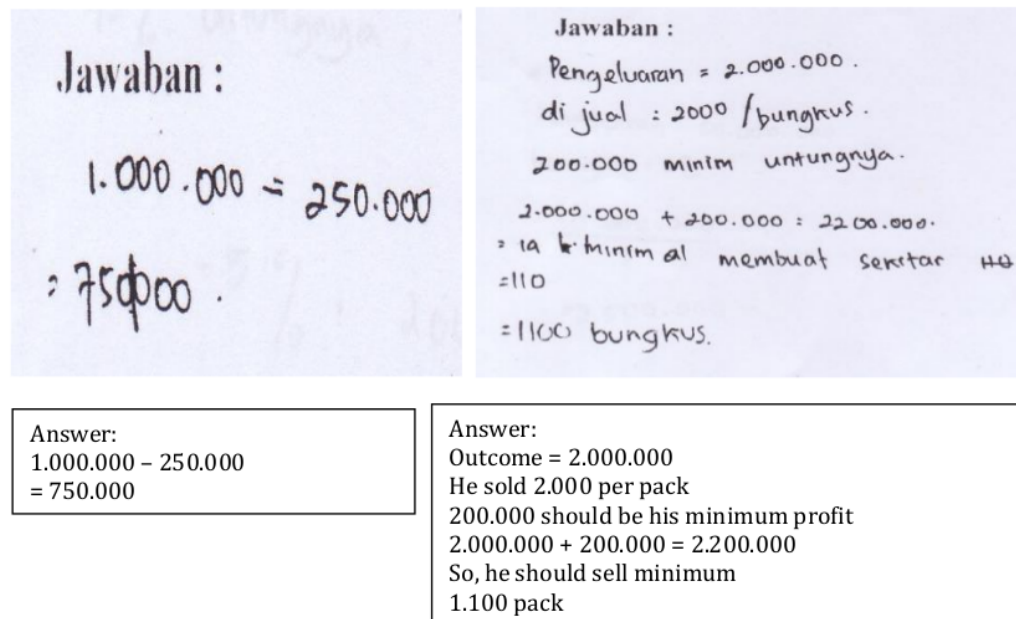 Jawaban :
1.000.000 = 250.000
= 750000 .
Jawaban :
Pengeluaran = 2.000.000 .
di jual : 2000 / bungkus .
200.000 minim untungnya .
2.000.000 + 200.000 : 2200.000 .
= ia minimal membuat sekitar
=110
=1100 bungkus.
Answer:
1.000.000 – 250.000
= 750.000
Answer:
Outcome = 2.000.000
He sold 2.000 per pack
200.000 should be his minimum profit
2.000.000 + 200.000 = 2.200.000
So, he should sell minimum
1.100 pack